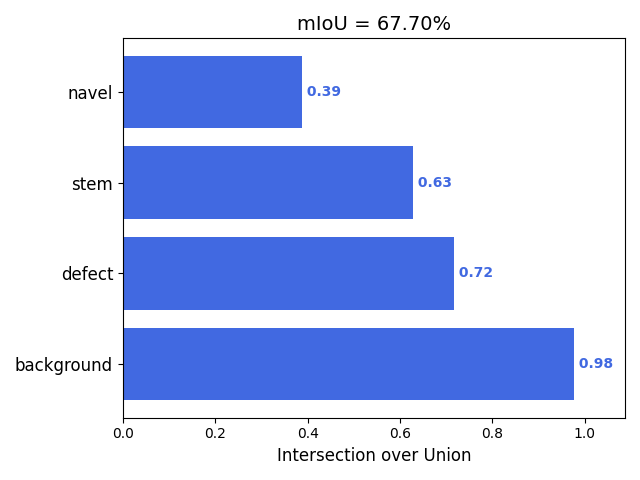 mIoU = 67.70%
navel
0.39
stem
0.63
defect
0.72
background
0.98
0.0 0.2 0.4 0.6 0.8 1.0
Intersection over Union